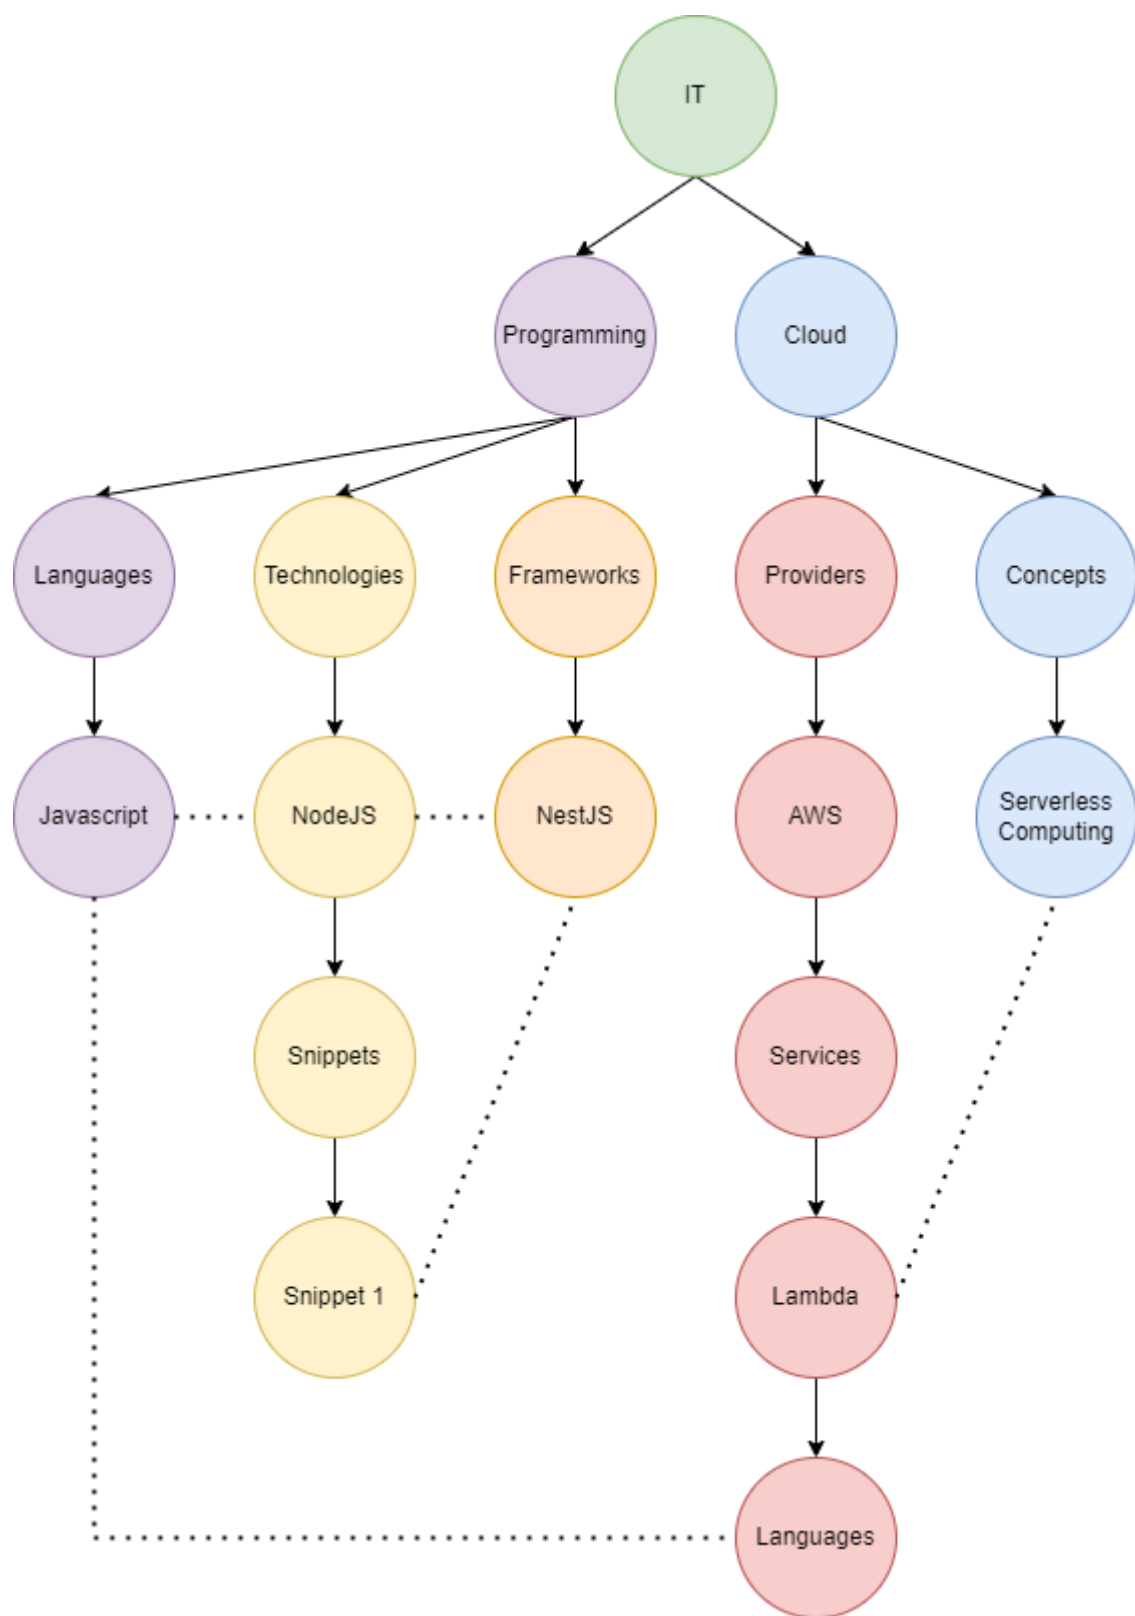 IT
Programming
Cloud
Languages
Technologies
Frameworks
Providers
Concepts
Javascript
NodeJS
NestJS
AWS
Serverless
Computing
Snippets
Services
Snippet 1
Lambda
Languages